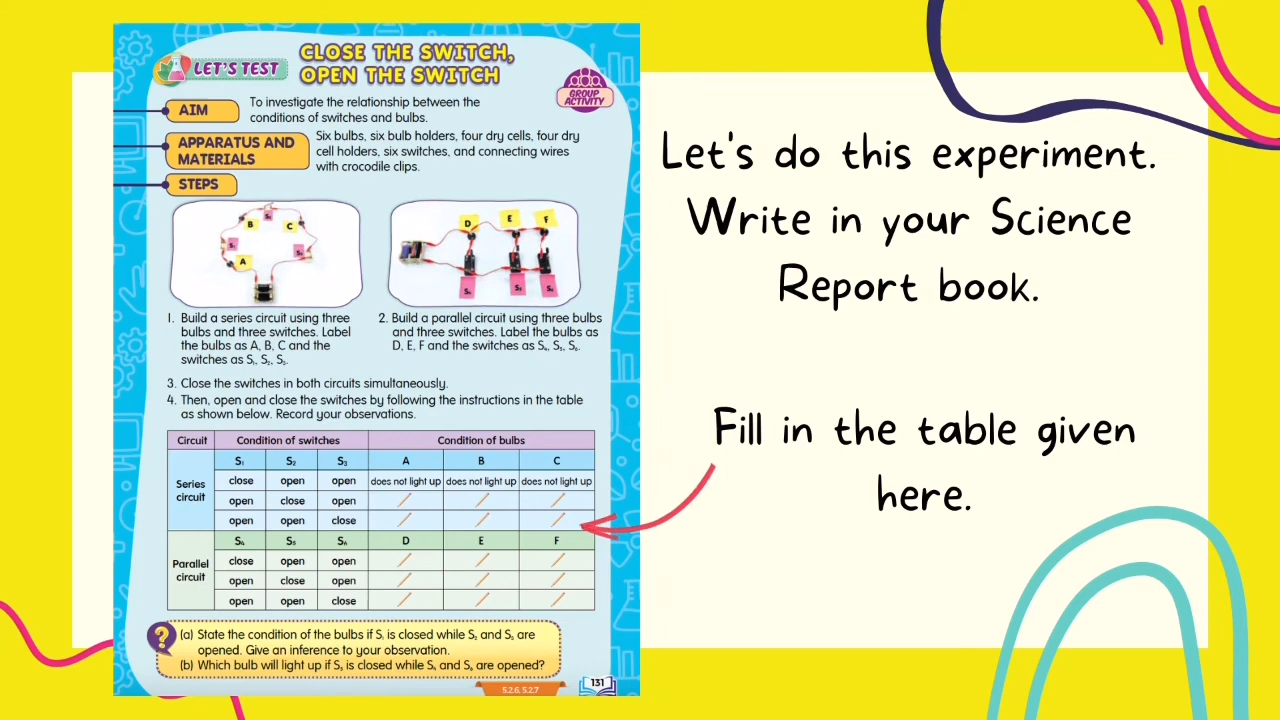 LET'S TEST
CLOSE THE SWITCH,
OPEN THE SWITCH
GROUP
ACTIVITY
AIM
To investigate the relationship between the
conditions of switches and bulbs.
APPARATUS AND
MATERIALS
Six bulbs, six bulb holders, four dry cells, four dry
cell holders, six switches, and connecting wires
with crocodile clips.
STEPS
B C
A
D E F
1. Build a series circuit using three
bulbs and three switches. Label
the bulbs as A, B, C and the
switches as S₁, S₂, S₃.
2. Build a parallel circuit using three bulbs
and three switches. Label the bulbs as
D, E, F and the switches as S₄, S₅, S₆.
3. Close the switches in both circuits simultaneously.
4. Then, open and close the switches by following the instructions in the table
as shown below. Record your observations.
Circuit Condition of switches Condition of bulbs
Series
circuit
S₁ S₂ S₃ A B C
close open open does not light up does not light up does not light up
open close open
open open close
Parallel
circuit
S₄ S₅ S₆ D E F
close open open
open close open
open open close
? (a) State the condition of the bulbs if S₁ is closed while S₂ and S₃ are
opened. Give an inference to your observation.
(b) Which bulb will light up if S₅ is closed while S₄ and S₆ are opened?
5.2.6, 5.2.7
131
Let's do this experiment.
Write in your Science
Report book.
Fill in the table given
here.